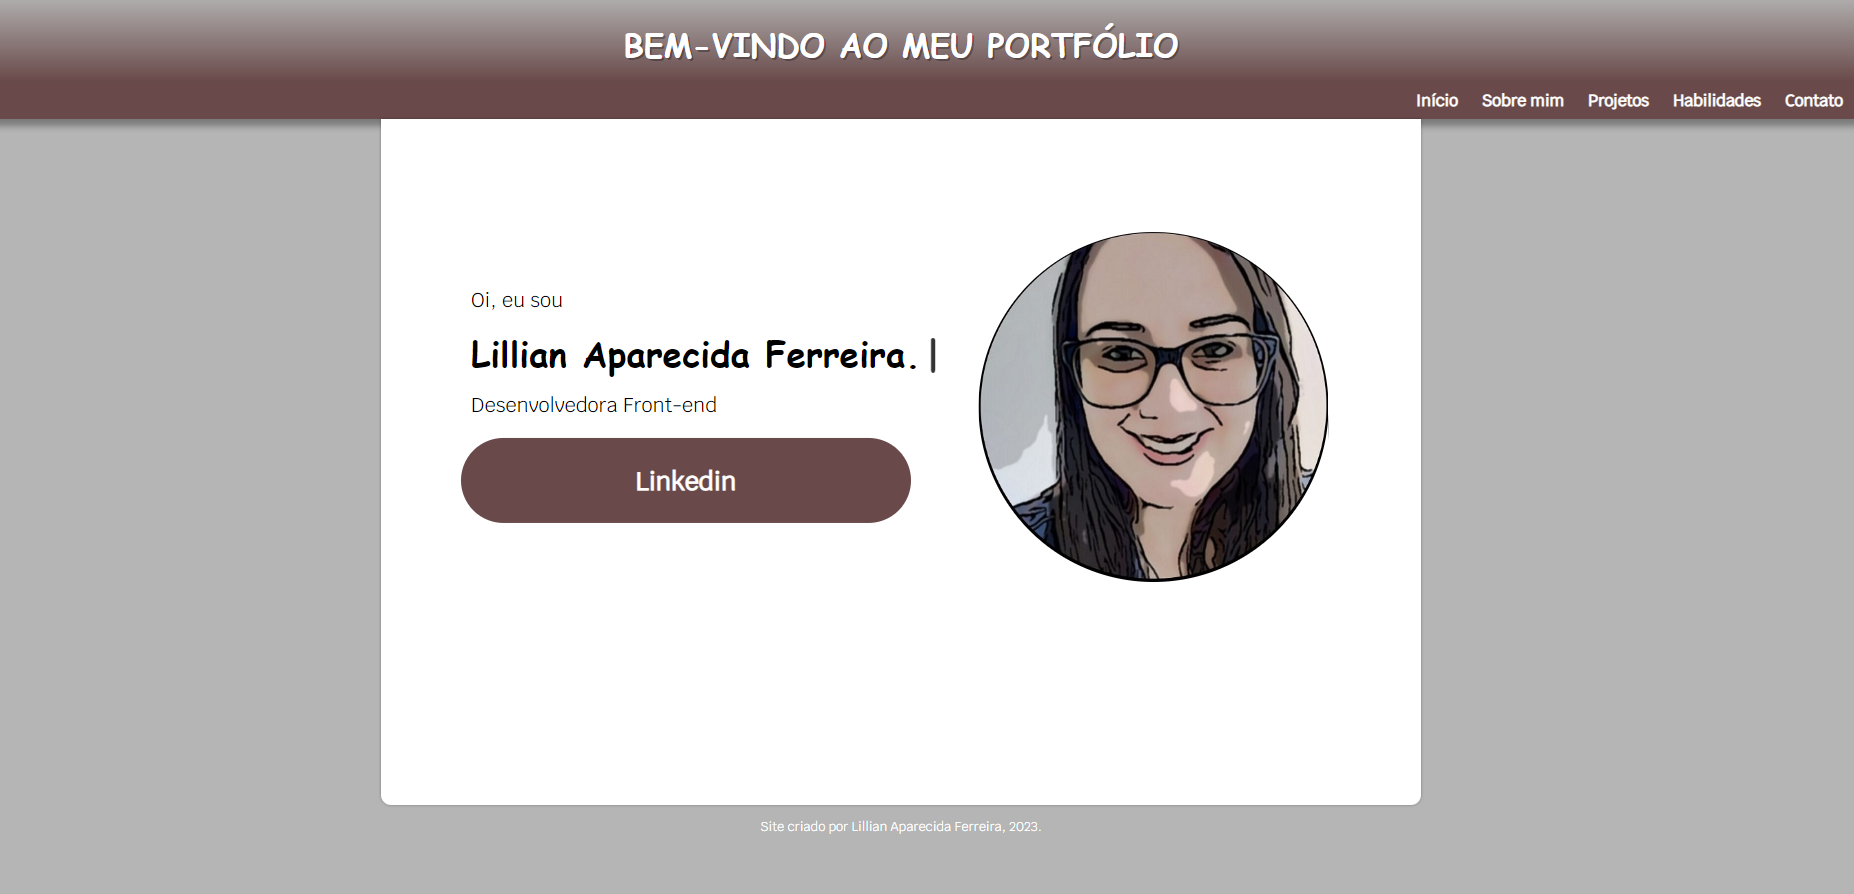 BEM-VINDO AO MEU PORTFÓLIO
Início Sobre mim Projetos Habilidades Contato
Oi, eu sou
Lillian Aparecida Ferreira. |
Desenvolvedora Front-end
Linkedin
Site criado por Lillian Aparecida Ferreira, 2023.